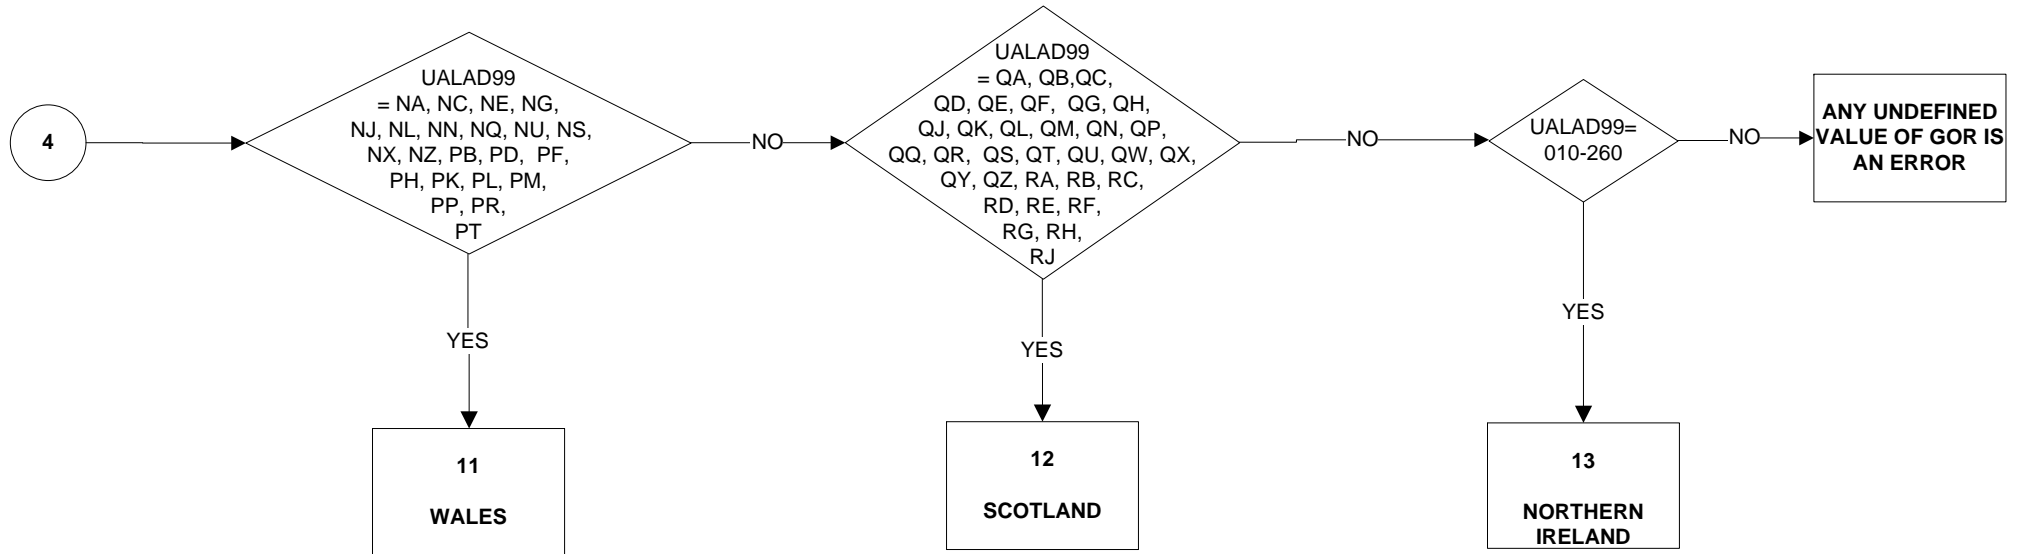 4
UALAD99
= NA, NC, NE, NG,
NJ, NL, NN, NQ, NU, NS,
NX, NZ, PB, PD, PF,
PH, PK, PL, PM,
PP, PR,
PT
YES
11
WALES
NO
UALAD99
= QA, QB,QC,
QD, QE, QF, QG, QH,
QJ, QK, QL, QM, QN, QP,
QQ, QR, QS, QT, QU, QW, QX,
QY, QZ, RA, RB, RC,
RD, RE, RF,
RG, RH,
RJ
YES
12
SCOTLAND
NO
UALAD99=
010-260
YES
13
NORTHERN
IRELAND
NO
ANY UNDEFINED
VALUE OF GOR IS
AN ERROR